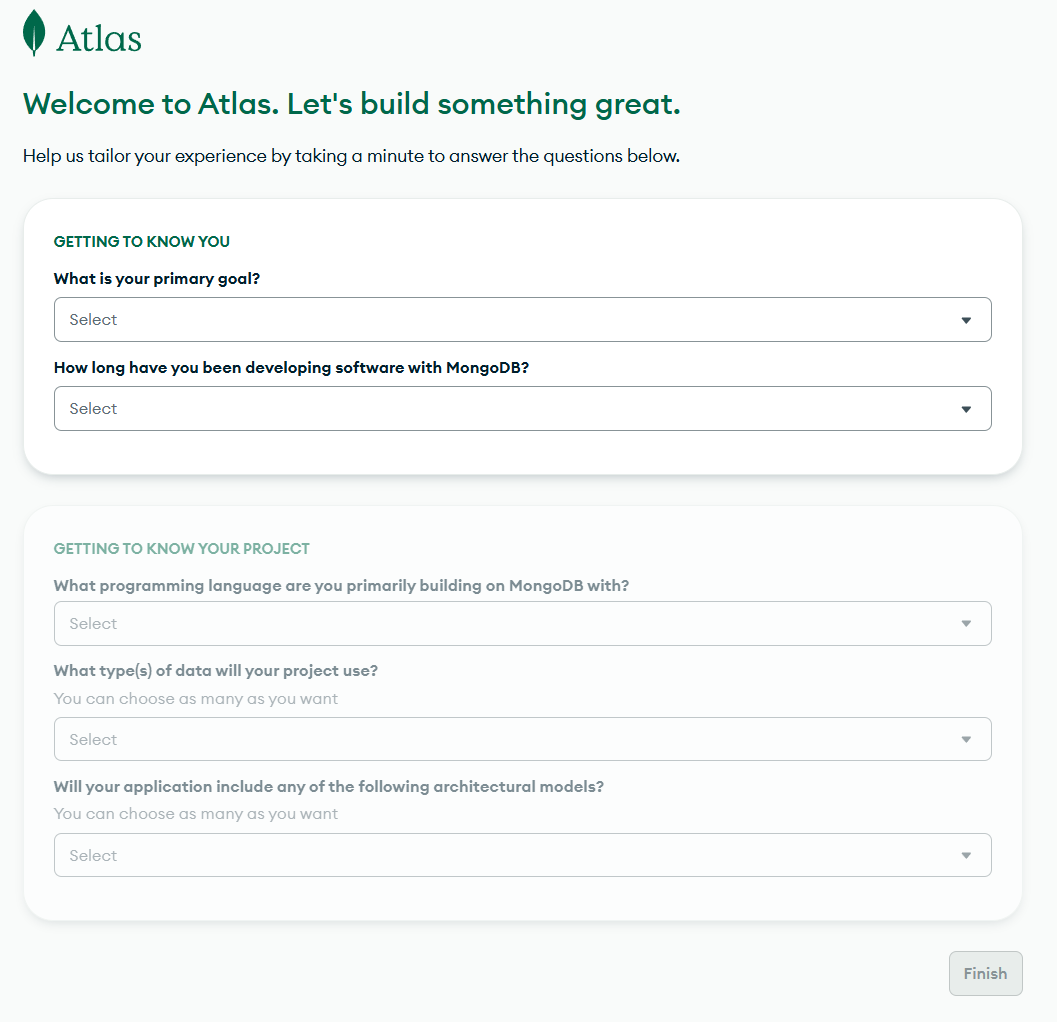 Atlas
Welcome to Atlas. Let's build something great.
Help us tailor your experience by taking a minute to answer the questions below.
GETTING TO KNOW YOU
What is your primary goal?
Select
How long have you been developing software with MongoDB?
Select
GETTING TO KNOW YOUR PROJECT
What programming language are you primarily building on MongoDB with?
Select
What type(s) of data will your project use?
You can choose as many as you want
Select
Will your application include any of the following architectural models?
You can choose as many as you want
Select
Finish